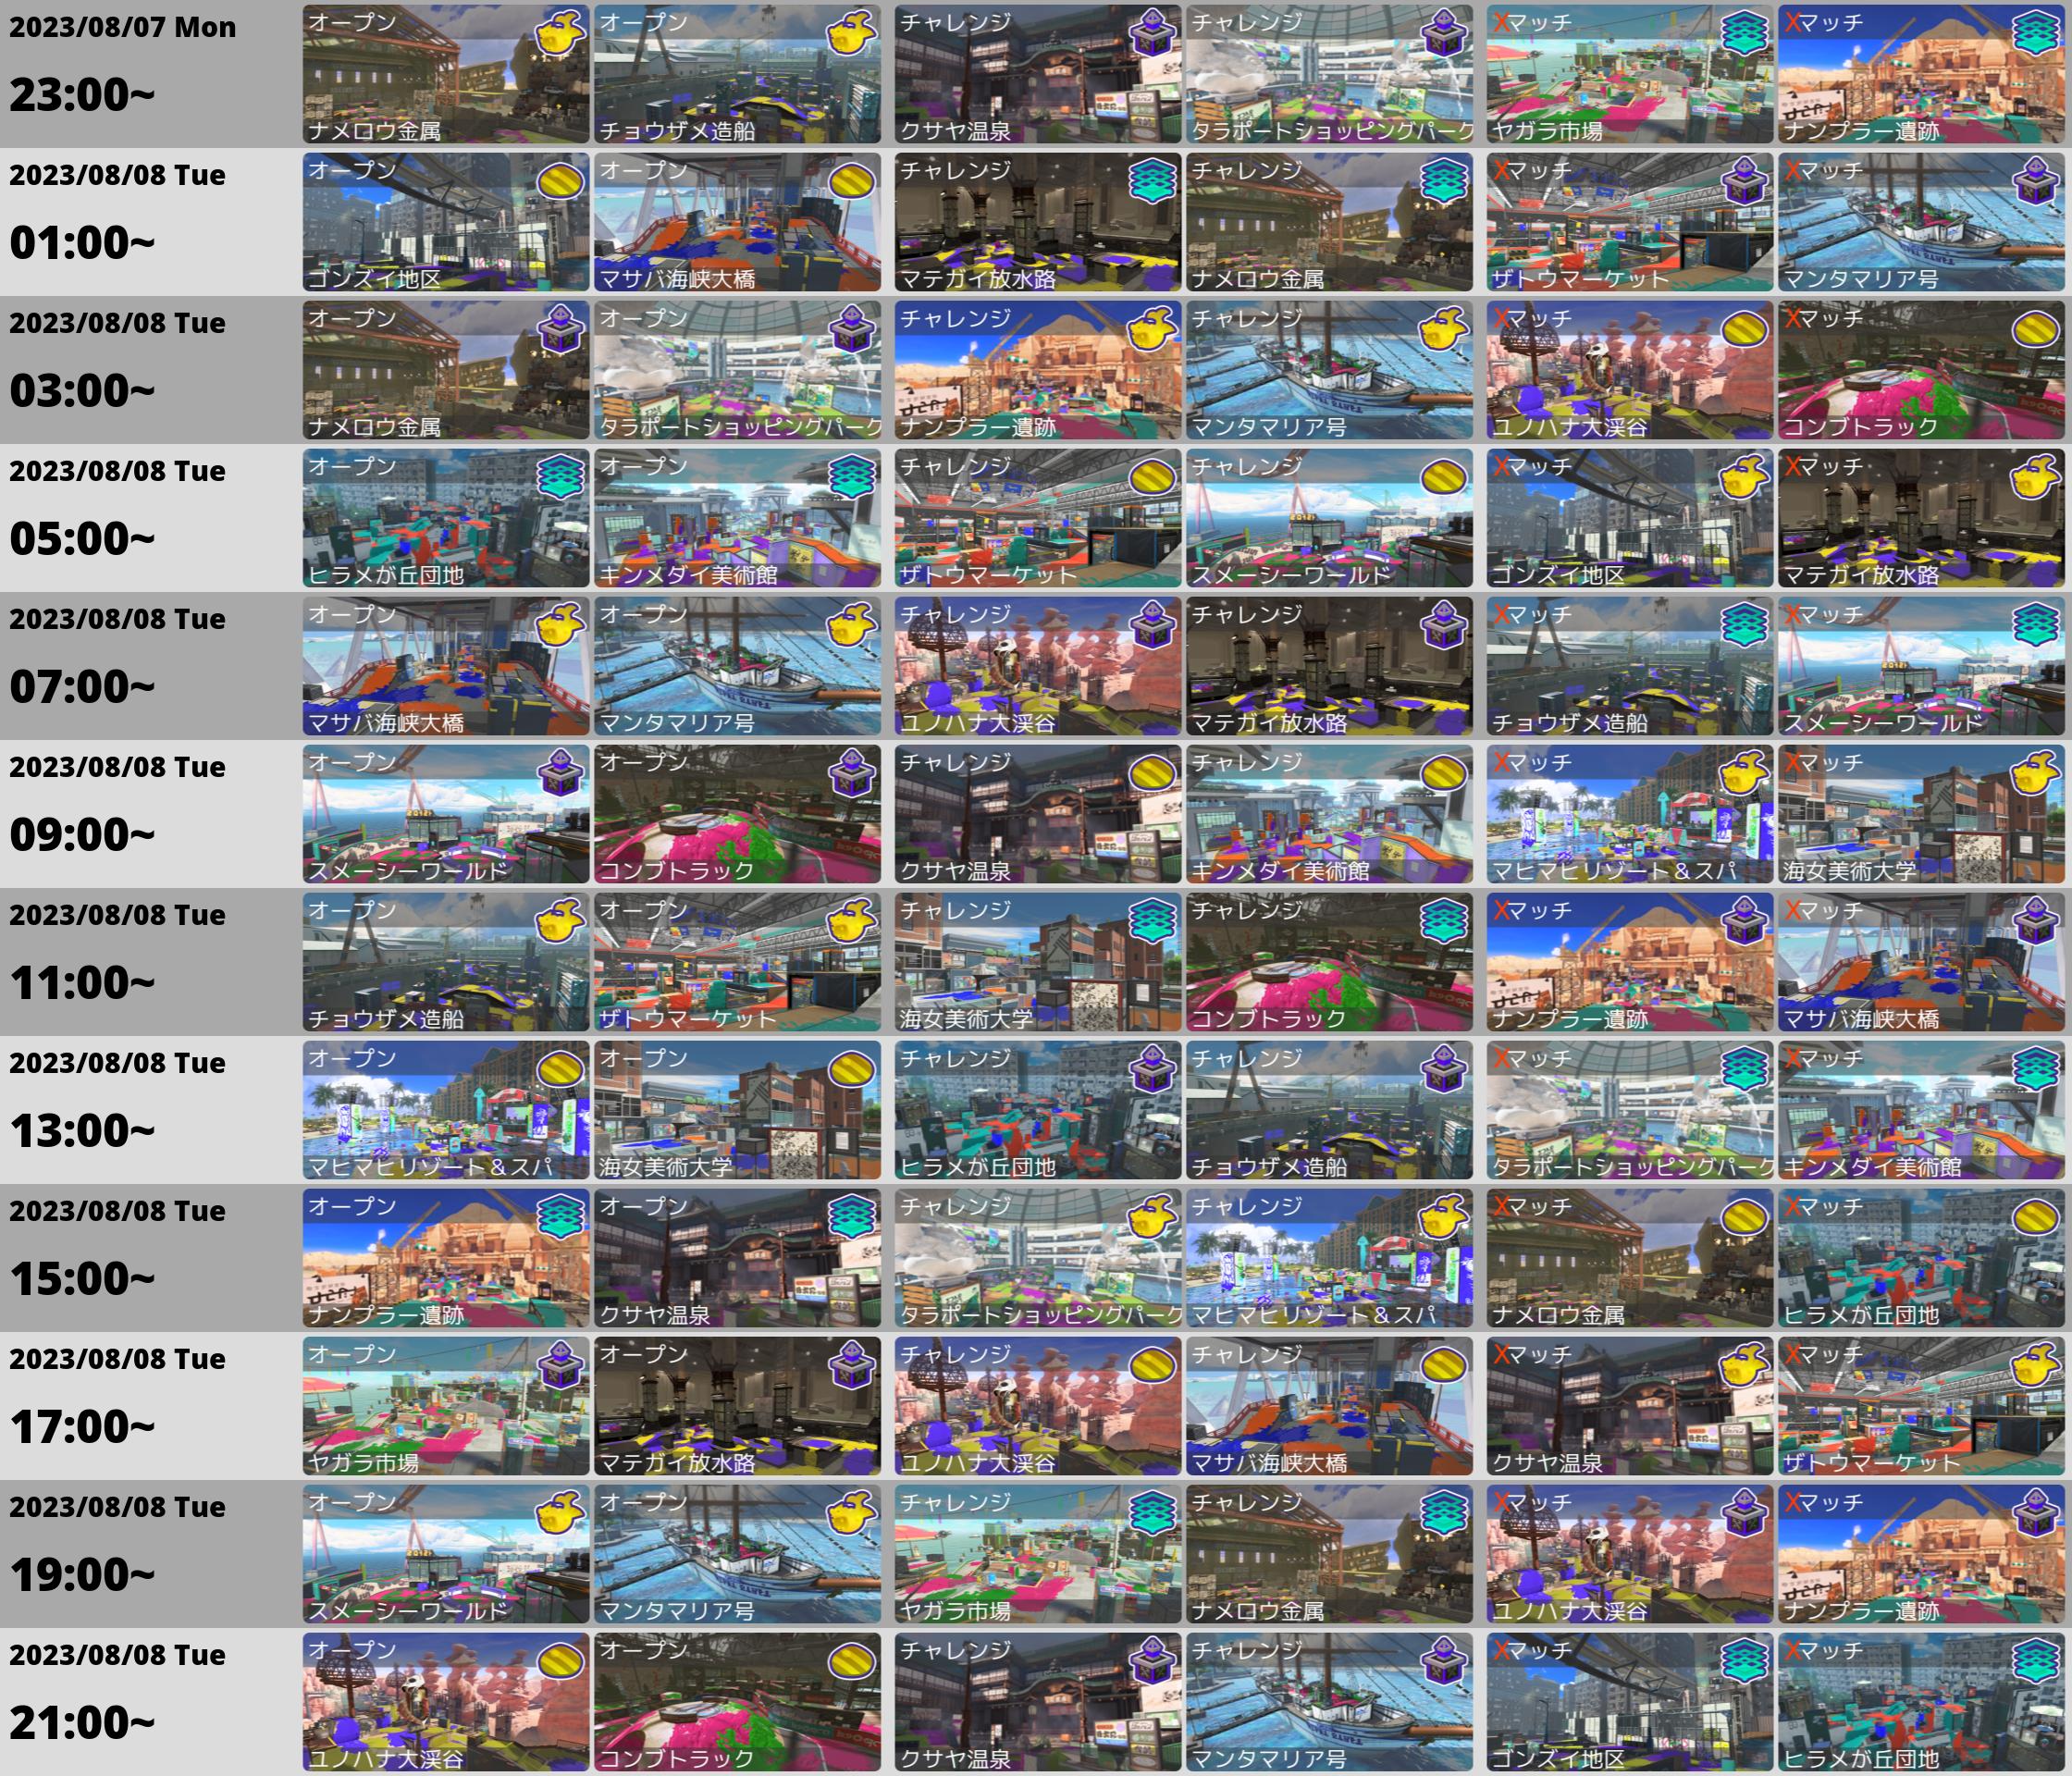 2023/08/07 Mon
23:00~
オープン オープン チャレンジ チャレンジ Xマッチ Xマッチ
ナメロウ金属 チョウザメ造船 クサヤ温泉 タラポートショッピングパーク ヤガラ市場 ナンプラー遺跡
2023/08/08 Tue
01:00~
オープン オープン チャレンジ チャレンジ Xマッチ Xマッチ
ゴンズイ地区 マサバ海峡大橋 マテガイ放水路 ナメロウ金属 ザトウマーケット マンタマリア号
2023/08/08 Tue
03:00~
オープン オープン チャレンジ チャレンジ Xマッチ Xマッチ
ナメロウ金属 タラポートショッピングパーク ナンプラー遺跡 マンタマリア号 ユノハナ大渓谷 コンブトラック
2023/08/08 Tue
05:00~
オープン オープン チャレンジ チャレンジ Xマッチ Xマッチ
ヒラメが丘団地 キンメダイ美術館 ザトウマーケット スメーシーワールド ゴンズイ地区 マテガイ放水路
2023/08/08 Tue
07:00~
オープン オープン チャレンジ チャレンジ Xマッチ Xマッチ
マサバ海峡大橋 マンタマリア号 ユノハナ大渓谷 マテガイ放水路 チョウザメ造船 スメーシーワールド
2023/08/08 Tue
09:00~
オープン オープン チャレンジ チャレンジ Xマッチ Xマッチ
スメーシーワールド コンブトラック クサヤ温泉 キンメダイ美術館 マヒマヒリゾート＆スパ 海女美術大学
2023/08/08 Tue
11:00~
オープン オープン チャレンジ チャレンジ Xマッチ Xマッチ
チョウザメ造船 ザトウマーケット 海女美術大学 コンブトラック ナンプラー遺跡 マサバ海峡大橋
2023/08/08 Tue
13:00~
オープン オープン チャレンジ チャレンジ Xマッチ Xマッチ
マヒマヒリゾート＆スパ 海女美術大学 ヒラメが丘団地 チョウザメ造船 タラポートショッピングパーク キンメダイ美術館
2023/08/08 Tue
15:00~
オープン オープン チャレンジ チャレンジ Xマッチ Xマッチ
ナンプラー遺跡 クサヤ温泉 タラポートショッピングパーク マヒマヒリゾート＆スパ ナメロウ金属 ヒラメが丘団地
2023/08/08 Tue
17:00~
オープン オープン チャレンジ チャレンジ Xマッチ Xマッチ
ヤガラ市場 マテガイ放水路 ユノハナ大渓谷 マサバ海峡大橋 クサヤ温泉 ザトウマーケット
2023/08/08 Tue
19:00~
オープン オープン チャレンジ チャレンジ Xマッチ Xマッチ
スメーシーワールド マンタマリア号 ヤガラ市場 ナメロウ金属 ユノハナ大渓谷 ナンプラー遺跡
2023/08/08 Tue
21:00~
オープン オープン チャレンジ チャレンジ Xマッチ Xマッチ
ユノハナ大渓谷 コンブトラック クサヤ温泉 マンタマリア号 ゴンズイ地区 ヒラメが丘団地